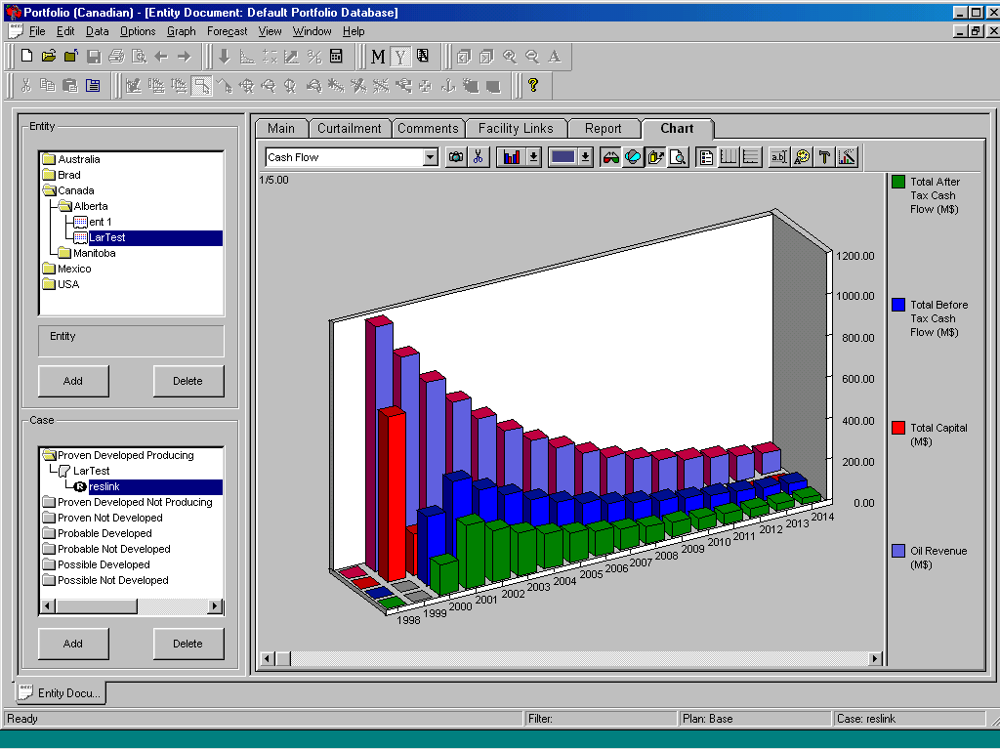 Portfolio (Canadian) - [Entity Document: Default Portfolio Database]
File Edit Data Options Graph Forecast View Window Help
M Y
Entity
Australia
Brad
Canada
Alberta
ent 1
LarTest
Manitoba
Mexico
USA
Entity
Add Delete
Case
Proven Developed Producing
LarTest
R reslink
Proven Developed Not Producing
Proven Not Developed
Probable Developed
Probable Not Developed
Possible Developed
Possible Not Developed
Add Delete
Main Curtailment Comments Facility Links Report Chart
Cash Flow
1/5.00
1200.00
1000.00
800.00
600.00
400.00
200.00
0.00
1998 1999 2000 2001 2002 2003 2004 2005 2006 2007 2008 2009 2010 2011 2012 2013 2014
Total After
Tax Cash
Flow (M$)
Total Before
Tax Cash
Flow (M$)
Total Capital
(M$)
Oil Revenue
(M$)
Entity Docu...
Ready Filter: Plan: Base Case: reslink